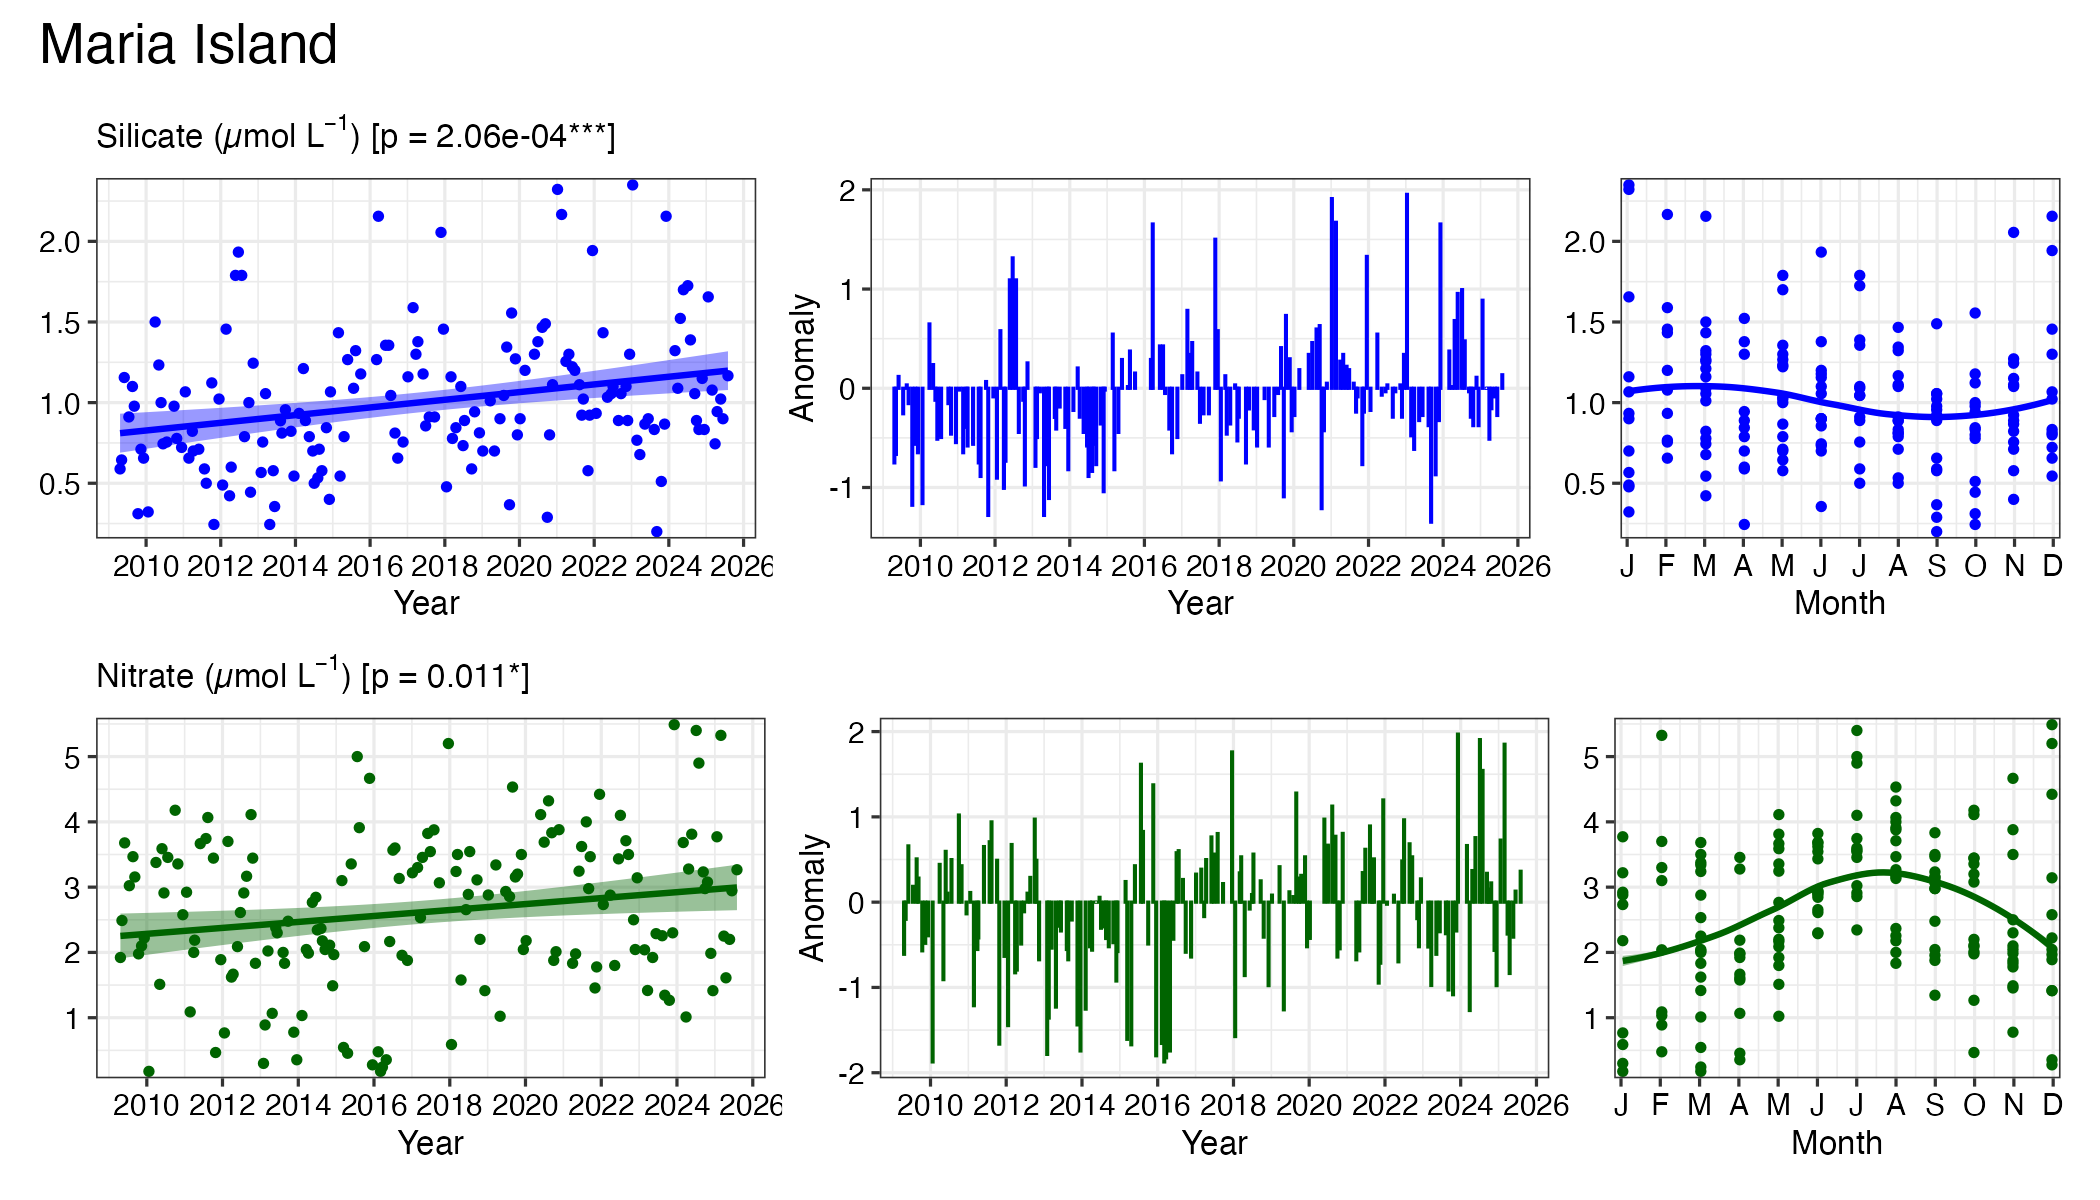 Maria Island
Silicate (µmol L⁻¹) [p = 2.06e-04***]
2.0
1.5
1.0
0.5
2010 2012 2014 2016 2018 2020 2022 2024 2026
Year
Anomaly
2
1
0
-1
2010 2012 2014 2016 2018 2020 2022 2024 2026
Year
2.0
1.5
1.0
0.5
J F M A M J J A S O N D
Month
Nitrate (µmol L⁻¹) [p = 0.011*]
5
4
3
2
1
2010 2012 2014 2016 2018 2020 2022 2024 2026
Year
Anomaly
2
1
0
-1
-2
2010 2012 2014 2016 2018 2020 2022 2024 2026
Year
5
4
3
2
1
J F M A M J J A S O N D
Month